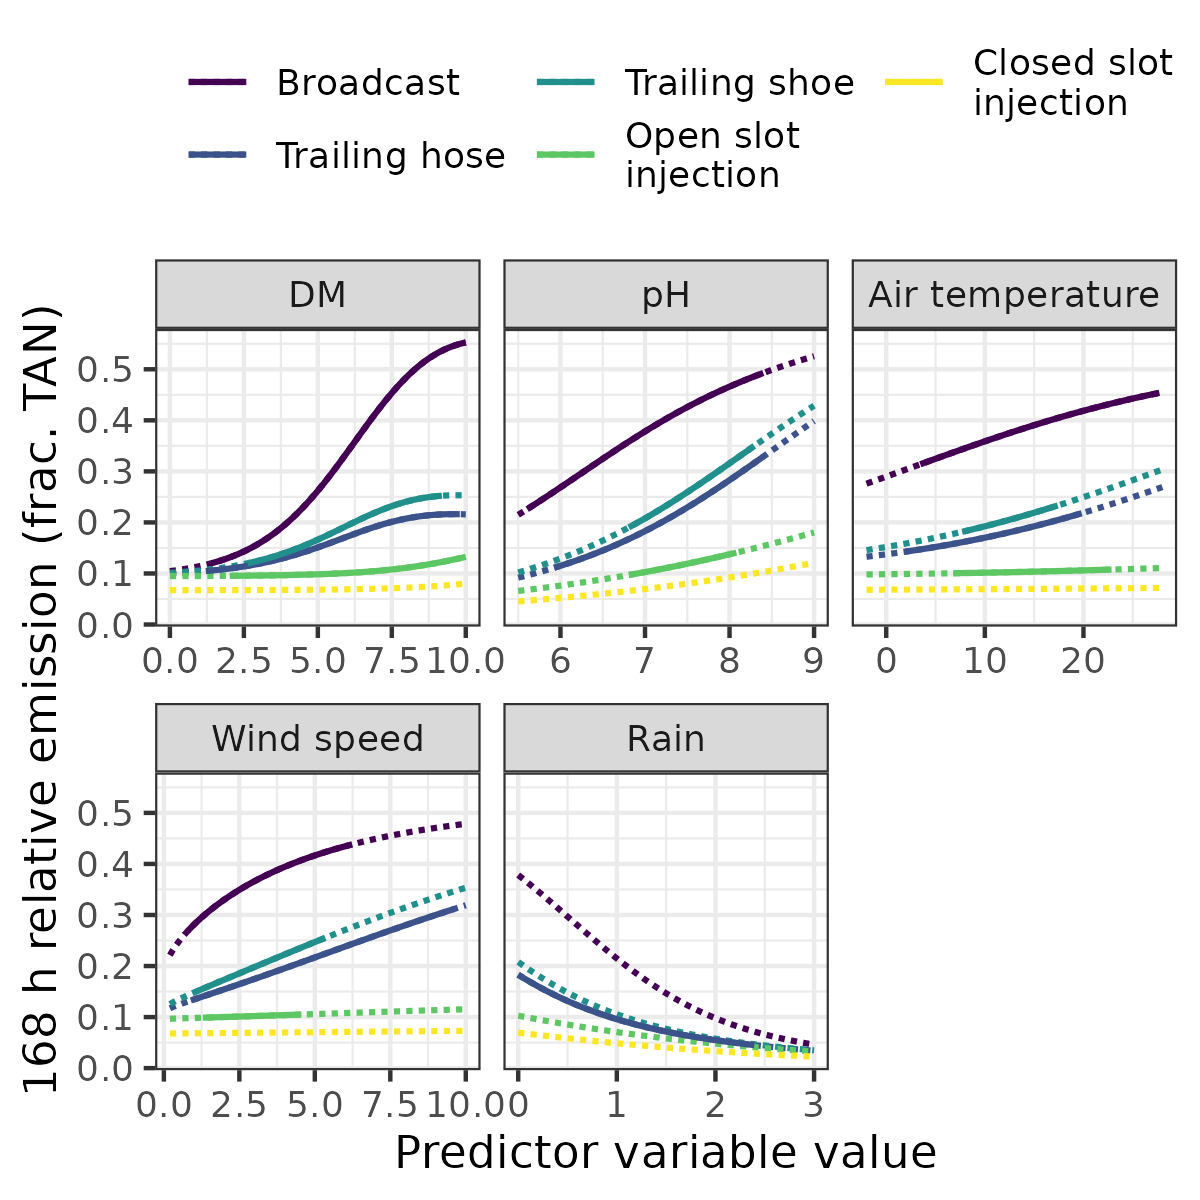 Broadcast
Trailing shoe
Closed slot
injection
Trailing hose
Open slot
injection
DM
pH
Air temperature
168 h relative emission (frac. TAN)
0.5
0.4
0.3
0.2
0.1
0.0
0.0 2.5 5.0 7.5 10.0
6 7 8 9
0 10 20
Wind speed
Rain
0.5
0.4
0.3
0.2
0.1
0.0
0.0 2.5 5.0 7.5 10.0
0 1 2 3
Predictor variable value